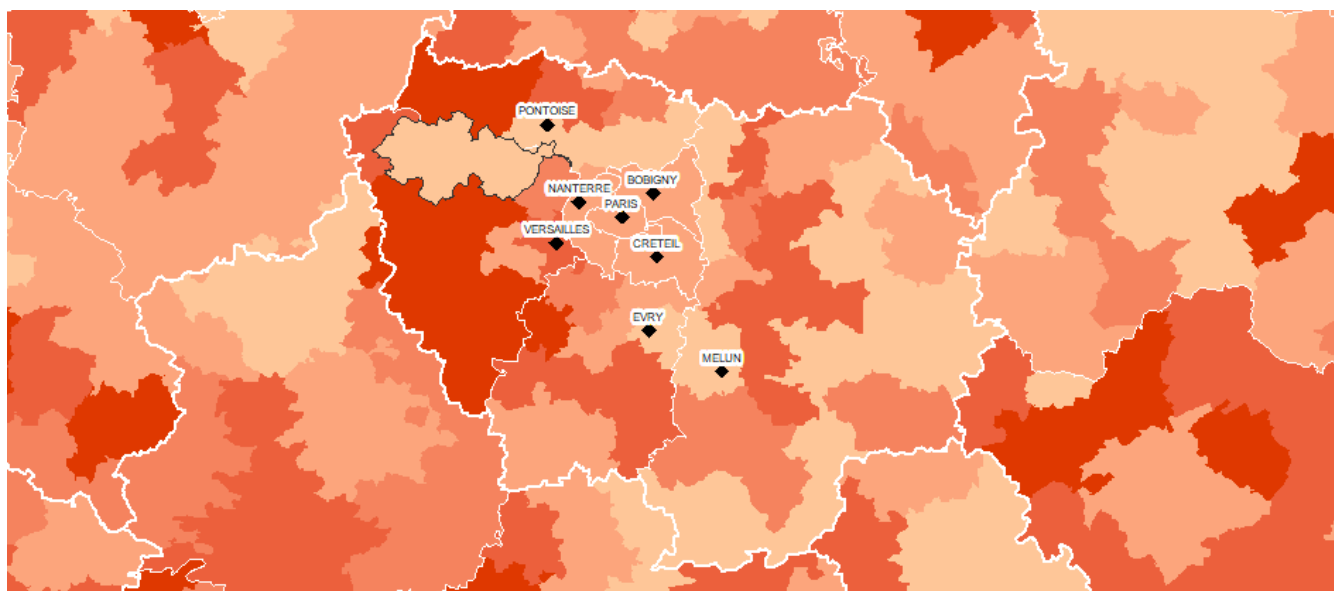 PONTOISE
BOBIGNY
NANTERRE
PARIS
VERSAILLES
CRETEIL
EVRY
MELUN